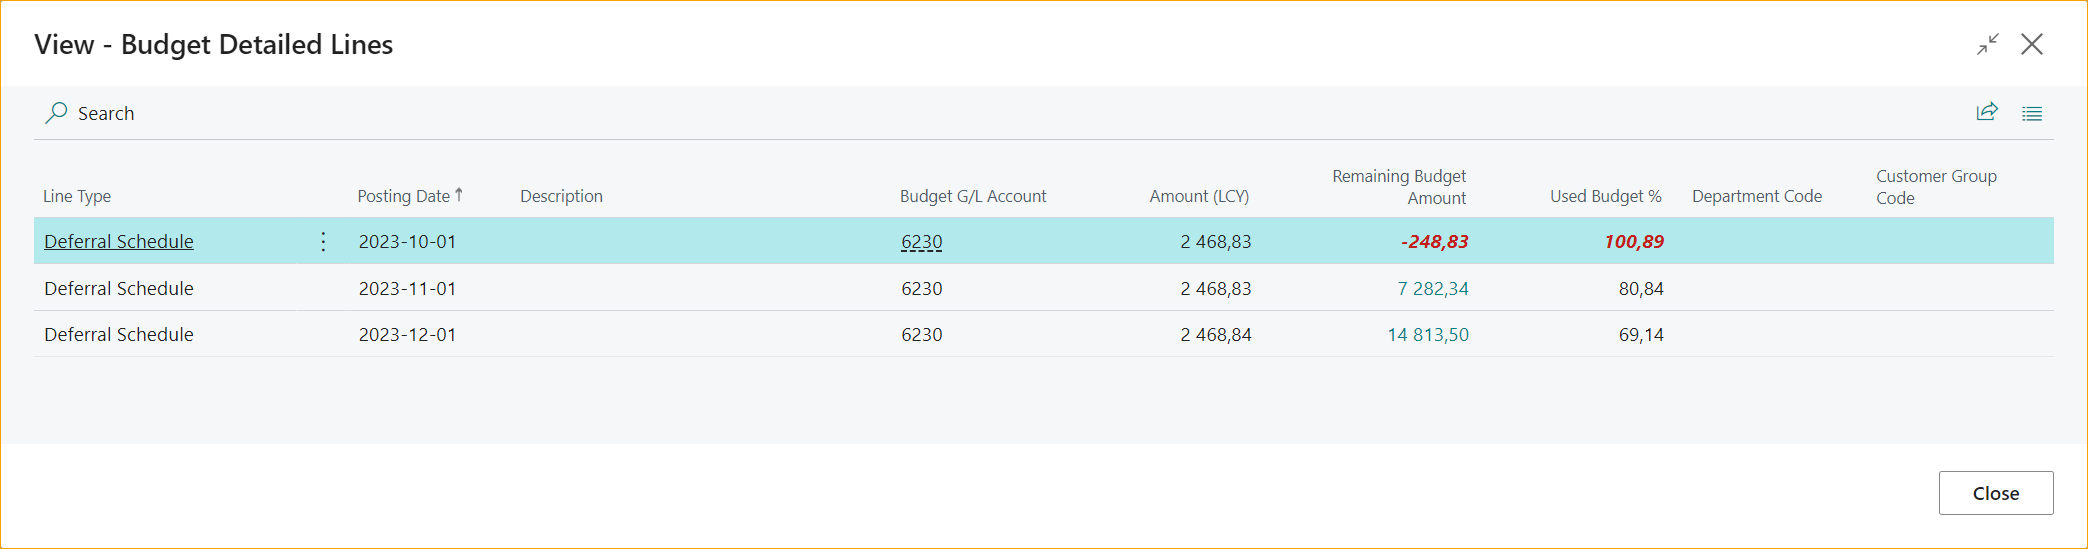 View - Budget Detailed Lines
Search
Line Type Posting Date↑ Description Budget G/L Account Amount (LCY) Remaining Budget Amount Used Budget % Department Code Customer Group Code
Deferral Schedule 2023-10-01 6230 2 468,83 -248,83 100,89
Deferral Schedule 2023-11-01 6230 2 468,83 7 282,34 80,84
Deferral Schedule 2023-12-01 6230 2 468,84 14 813,50 69,14
Close